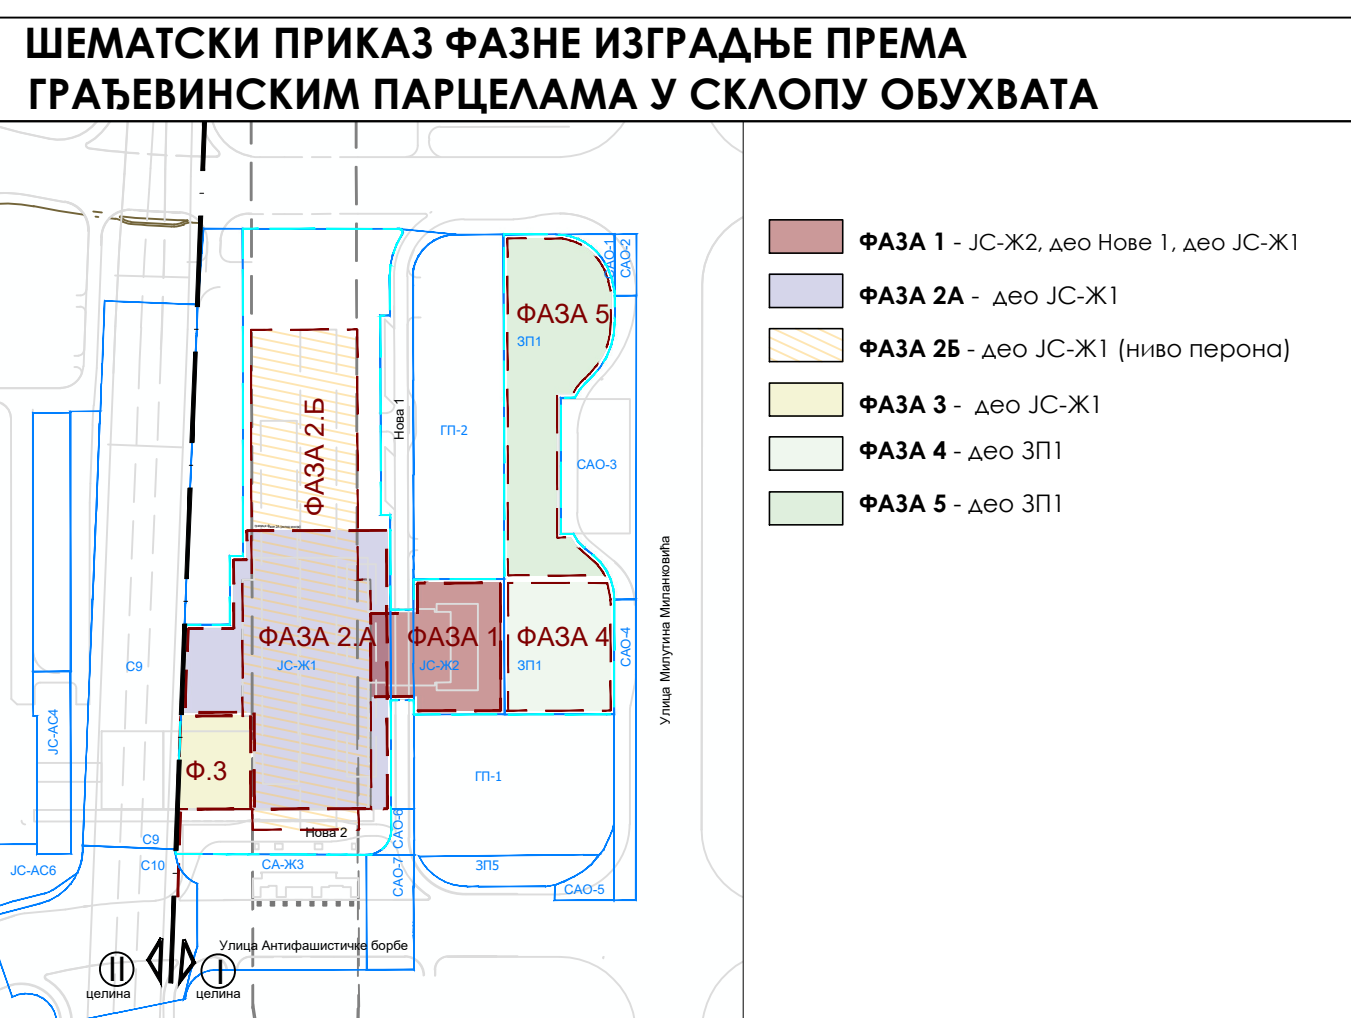 ШЕМАТСКИ ПРИКАЗ ФАЗНЕ ИЗГРАДЊЕ ПРЕМА
ГРАЂЕВИНСКИМ ПАРЦЕЛАМА У СКЛОПУ ОБУХВАТА
ФАЗА 1 - ЈС-Ж2, део Нове 1, део ЈС-Ж1
ФАЗА 2А - део ЈС-Ж1
ФАЗА 2Б - део ЈС-Ж1 (ниво перона)
ФАЗА 3 - део ЈС-Ж1
ФАЗА 4 - део ЗП1
ФАЗА 5 - део ЗП1
САО-1
САО-2
ФАЗА 5
ЗП1
ФАЗА 2.Б
Нова 1
ГП-2
САО-3
Улица Милутина Миланковића
ФАЗА 2.А
ФАЗА 1
ФАЗА 4
ЈС-Ж1
ЈС-Ж2
ЗП1
САО-4
С9
ЈС-АС4
Ф.3
ГП-1
Нова 2
САО-6
С9
С10
СА-Ж3
САО-7
ЗП5
ЈС-АС6
САО-5
Улица Антифашистичке борбе
II
I
целина
целина